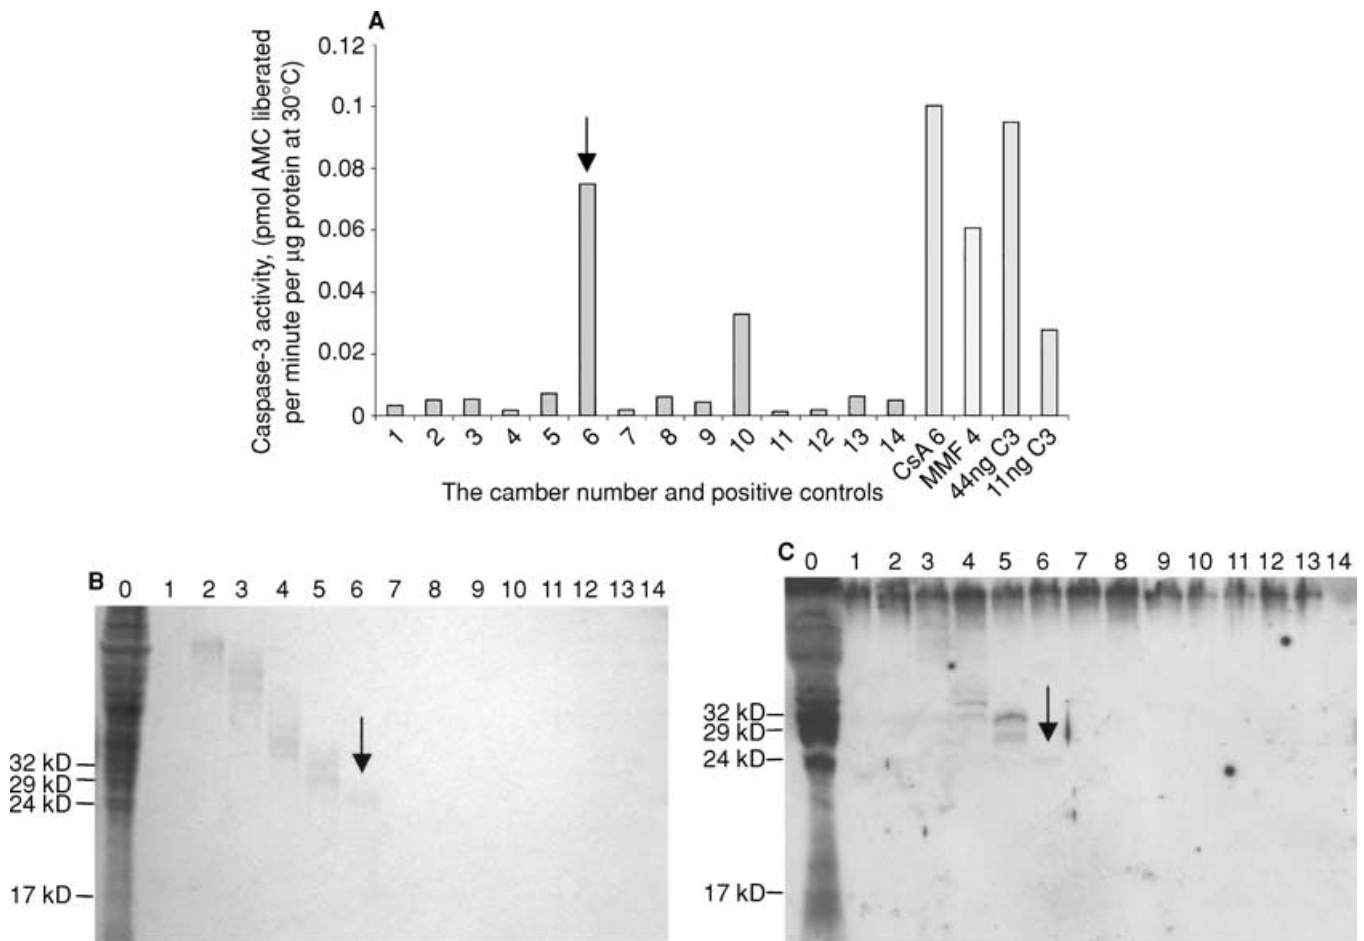 A
Caspase-3 activity, (pmol AMC liberated
per minute per μg protein at 30°C)
0.12
0.1
0.08
0.06
0.04
0.02
0
1 2 3 4 5 6 7 8 9 10 11 12 13 14 CsA 6 MMF 4 44ng C3 11ng C3
The camber number and positive controls
B 0 1 2 3 4 5 6 7 8 9 10 11 12 13 14
32 kD
29 kD
24 kD
17 kD
C 0 1 2 3 4 5 6 7 8 9 10 11 12 13 14
32 kD
29 kD
24 kD
17 kD